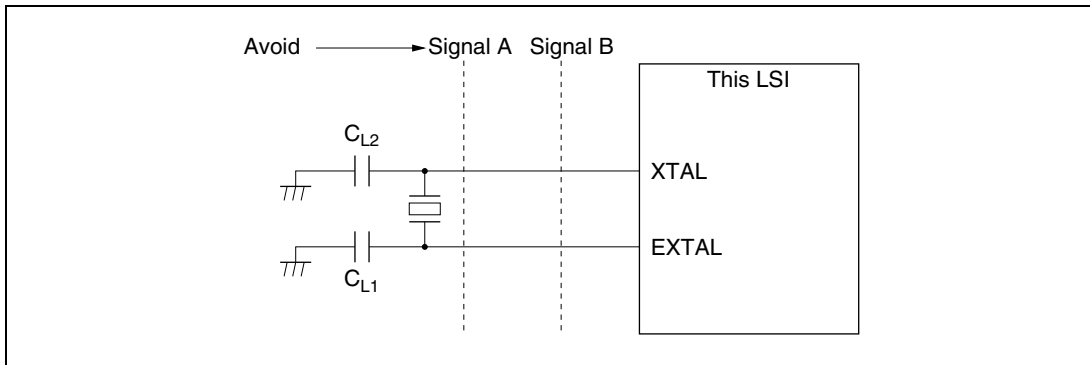 Avoid Signal A Signal B
This LSI
CL2
XTAL
EXTAL
CL1